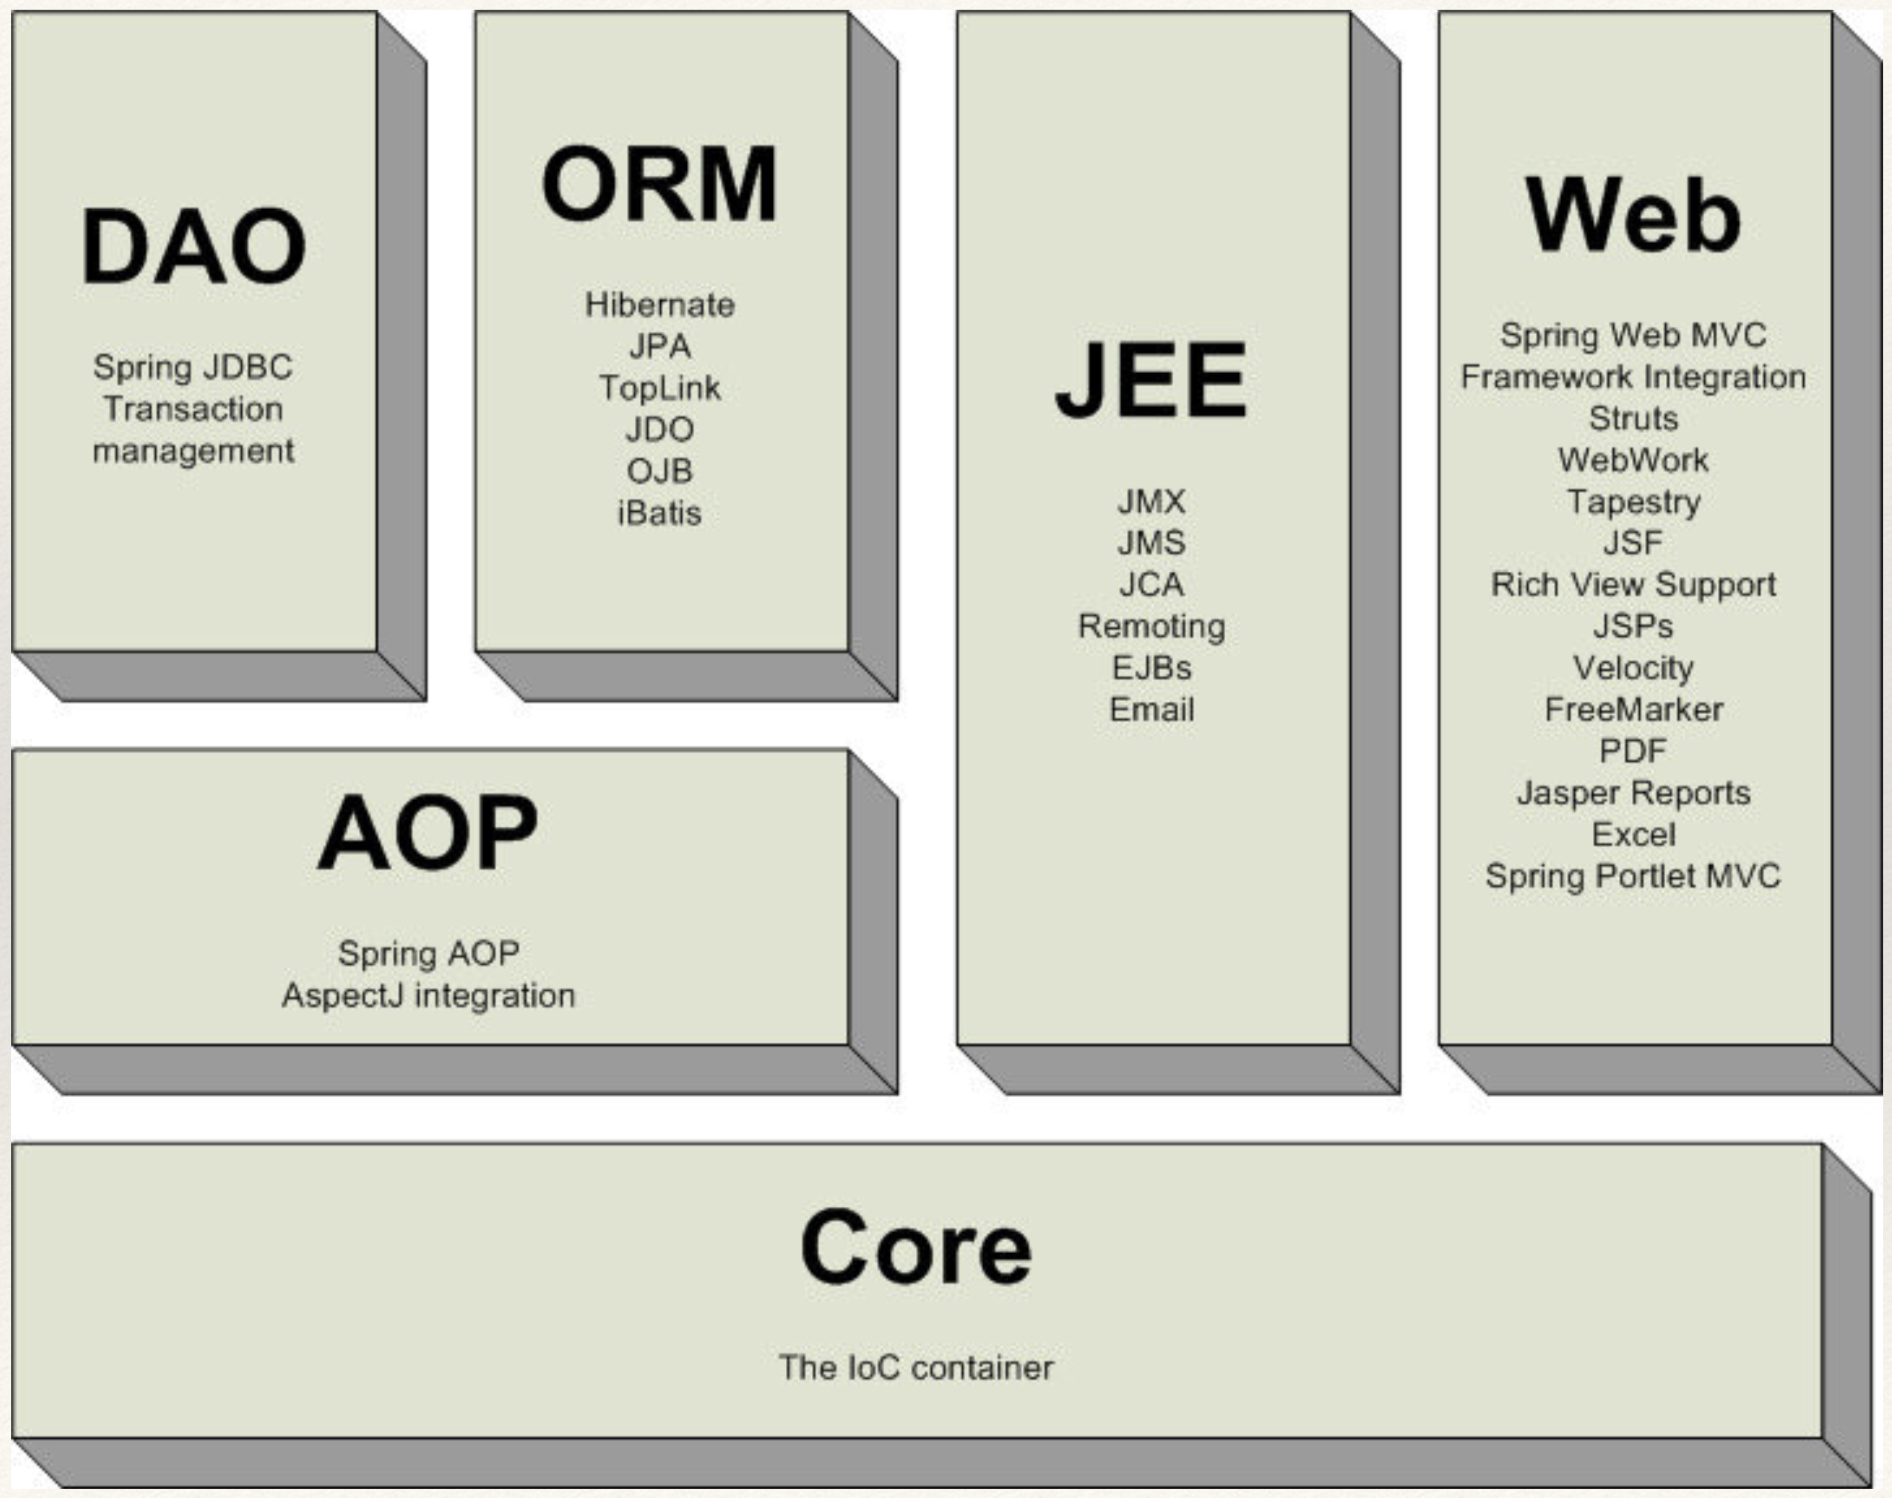 DAO
Spring JDBC
Transaction
management
ORM
Hibernate
JPA
TopLink
JDO
OJB
iBatis
JEE
JMX
JMS
JCA
Remoting
EJBs
Email
Web
Spring Web MVC
Framework Integration
Struts
WebWork
Tapestry
JSF
Rich View Support
JSPs
Velocity
FreeMarker
PDF
Jasper Reports
Excel
Spring Portlet MVC
AOP
Spring AOP
AspectJ integration
Core
The IoC container